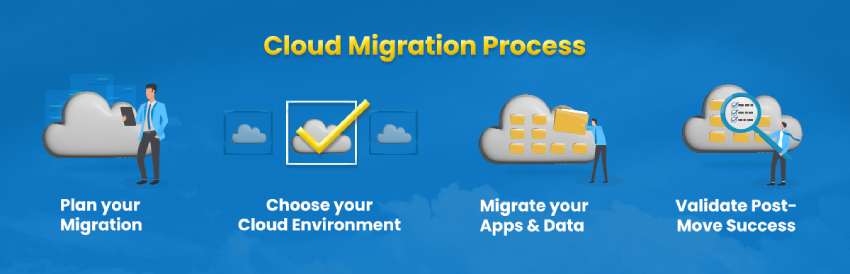 Cloud Migration Process
Plan your
Migration
Choose your
Cloud Environment
Migrate your
Apps & Data
Validate Post-
Move Success